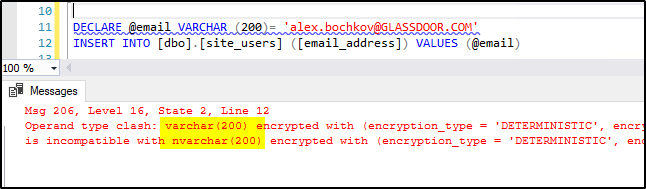 10
11 DECLARE @email VARCHAR (200)= 'alex.bochkov@GLASSDOOR.COM'
12 INSERT INTO [dbo].[site_users] ([email_address]) VALUES (@email)
100 %
Messages
Msg 206, Level 16, State 2, Line 12
Operand type clash: varchar(200) encrypted with (encryption_type = 'DETERMINISTIC', encry
is incompatible with nvarchar(200) encrypted with (encryption_type = 'DETERMINISTIC', enc